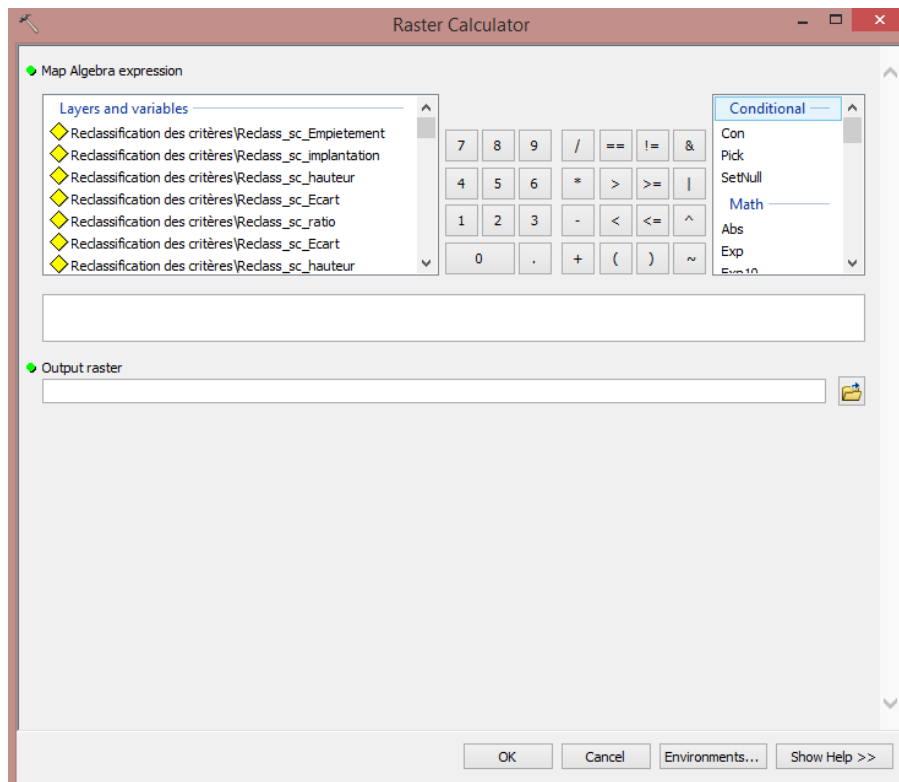 Raster Calculator
Map Algebra expression
Layers and variables
Reclassification des critères\Reclass_sc_Empietement
Reclassification des critères\Reclass_sc_implantation
Reclassification des critères\Reclass_sc_hauteur
Reclassification des critères\Reclass_sc_Ecart
Reclassification des critères\Reclass_sc_ratio
Reclassification des critères\Reclass_sc_Ecart
Reclassification des critères\Reclass_sc_hauteur
7 8 9 / == != &
4 5 6 * > >= |
1 2 3 - < <= ^
0 . + ( ) ~
Conditional
Con
Pick
SetNull
Math
Abs
Exp
Exp10
Output raster
OK Cancel Environments... Show Help >>